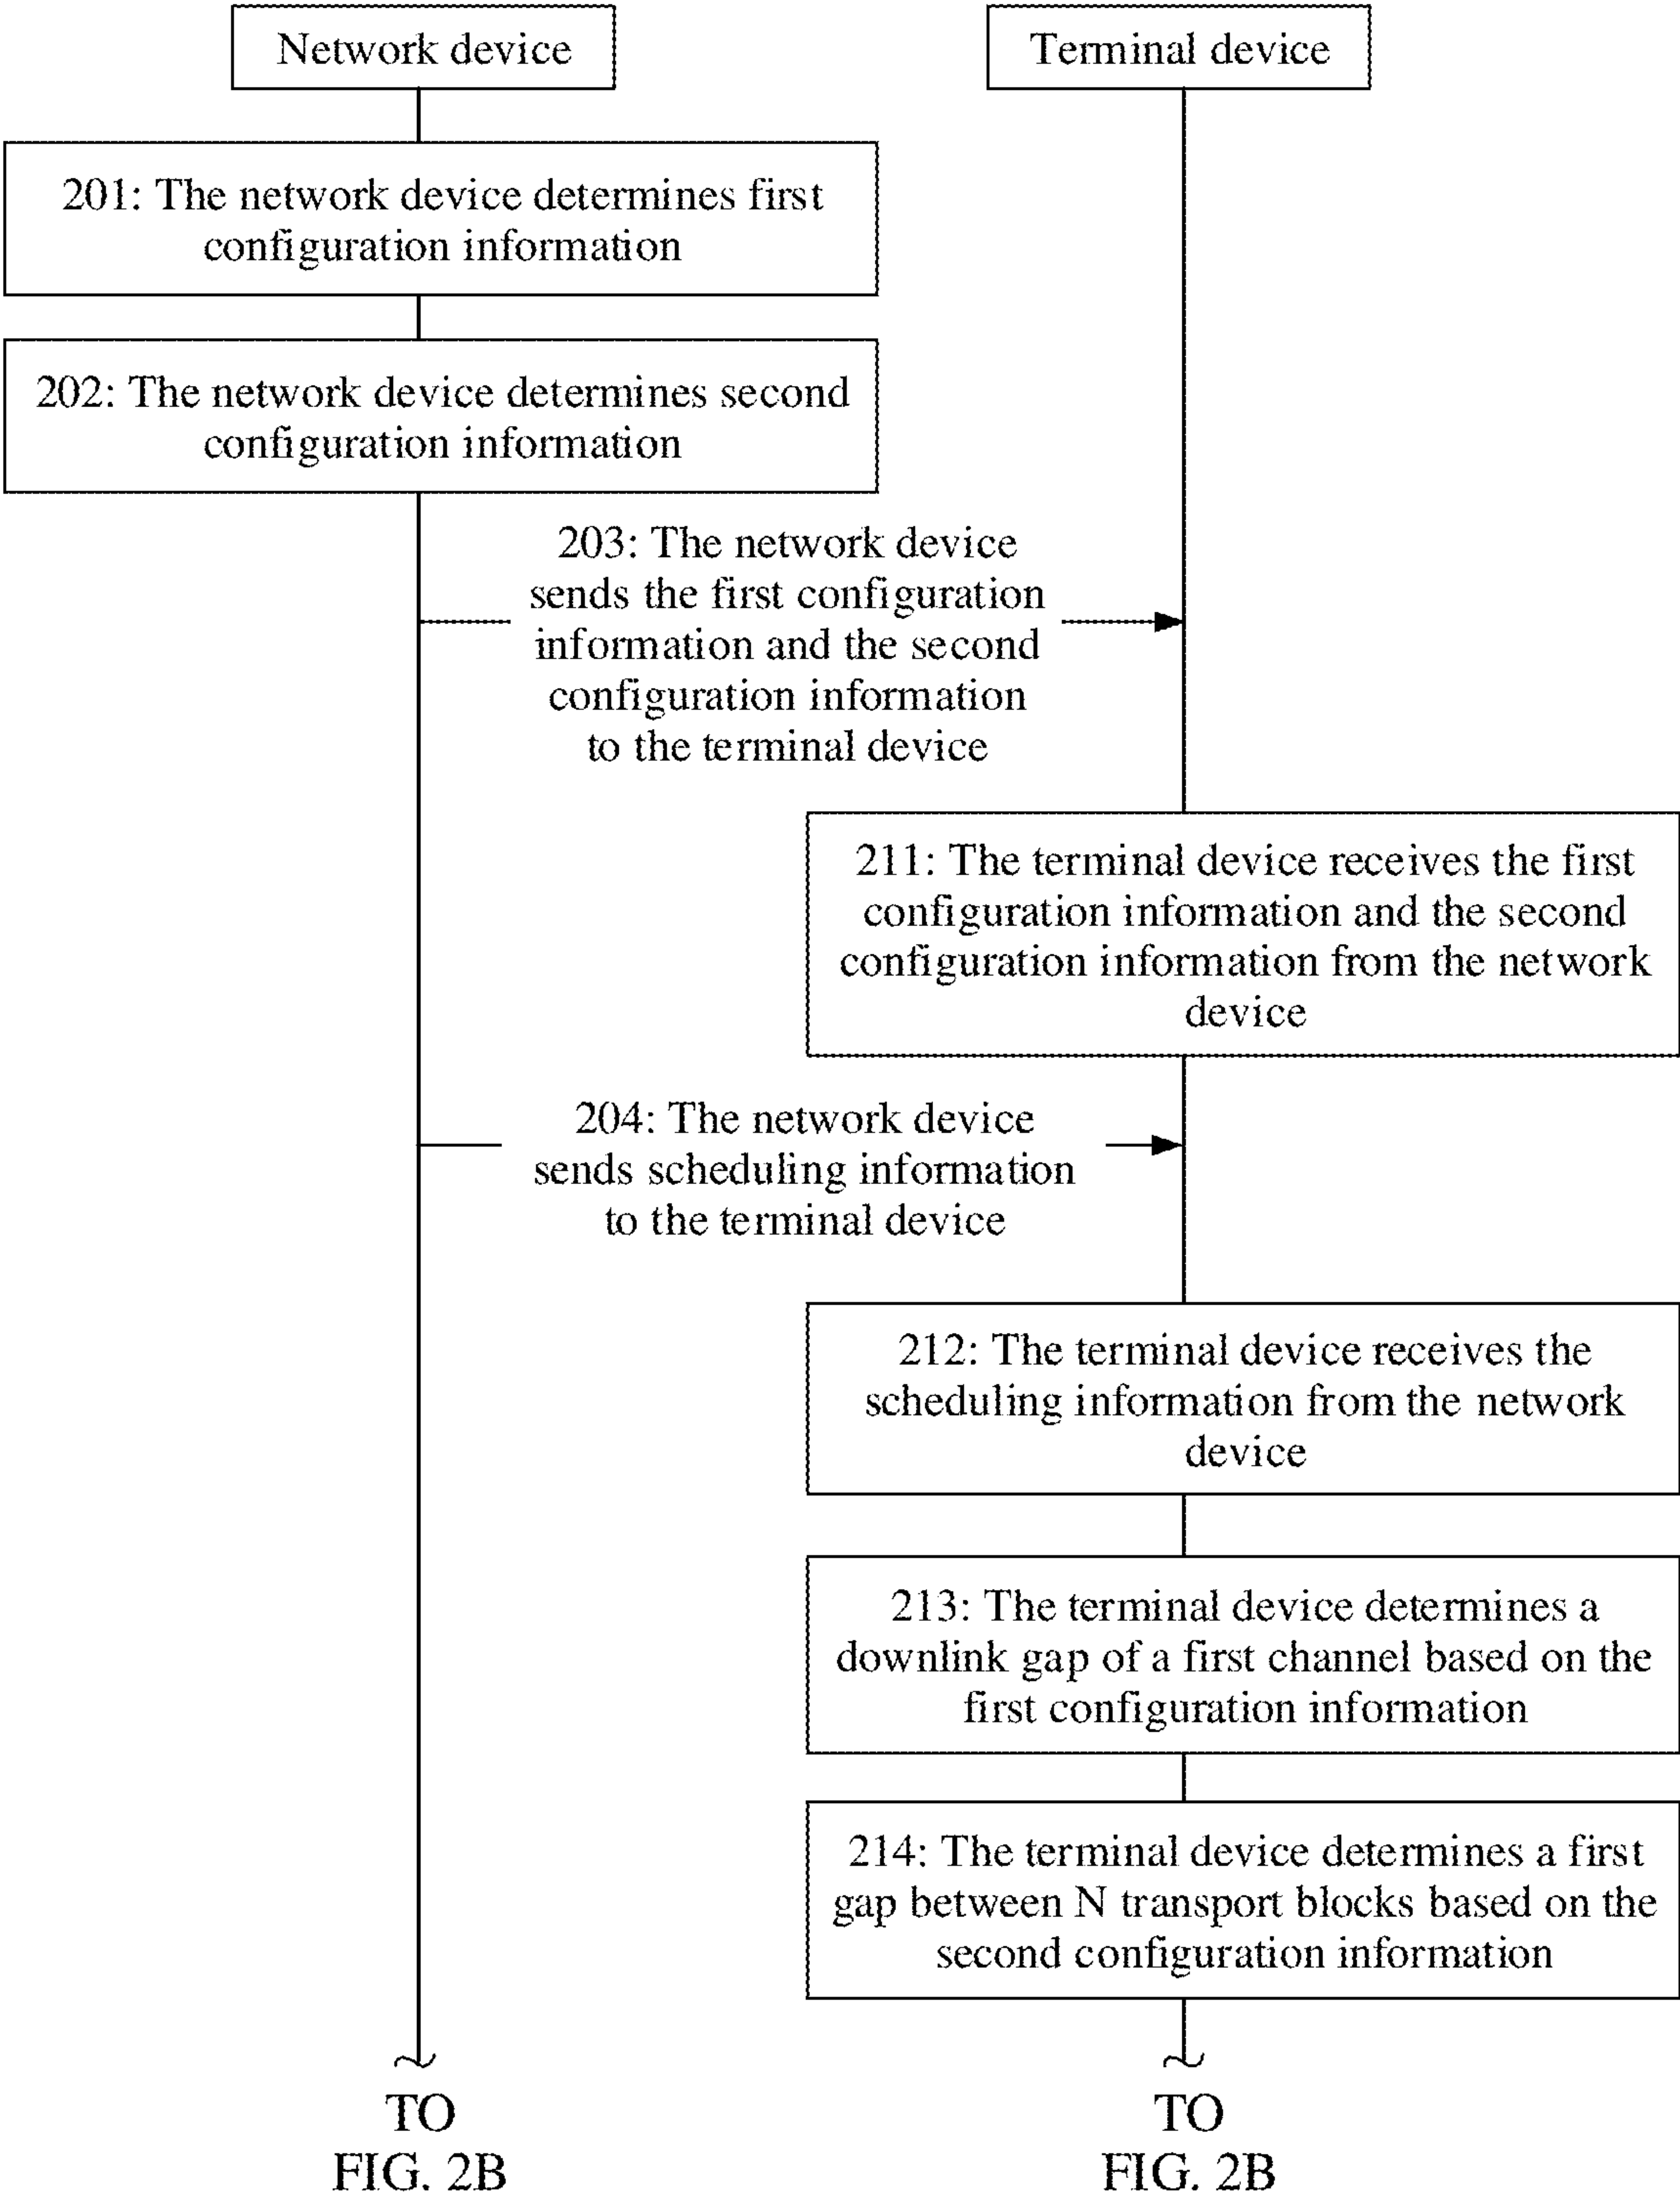 Network device
Terminal device
201: The network device determines first
configuration information
202: The network device determines second
configuration information
203: The network device
sends the first configuration
information and the second
configuration information
to the terminal device
211: The terminal device receives the first
configuration information and the second
configuration information from the network
device
204: The network device
sends scheduling information
to the terminal device
212: The terminal device receives the
scheduling information from the network
device
213: The terminal device determines a
downlink gap of a first channel based on the
first configuration information
214: The terminal device determines a first
gap between N transport blocks based on the
second configuration information
TO
FIG. 2B
TO
FIG. 2B